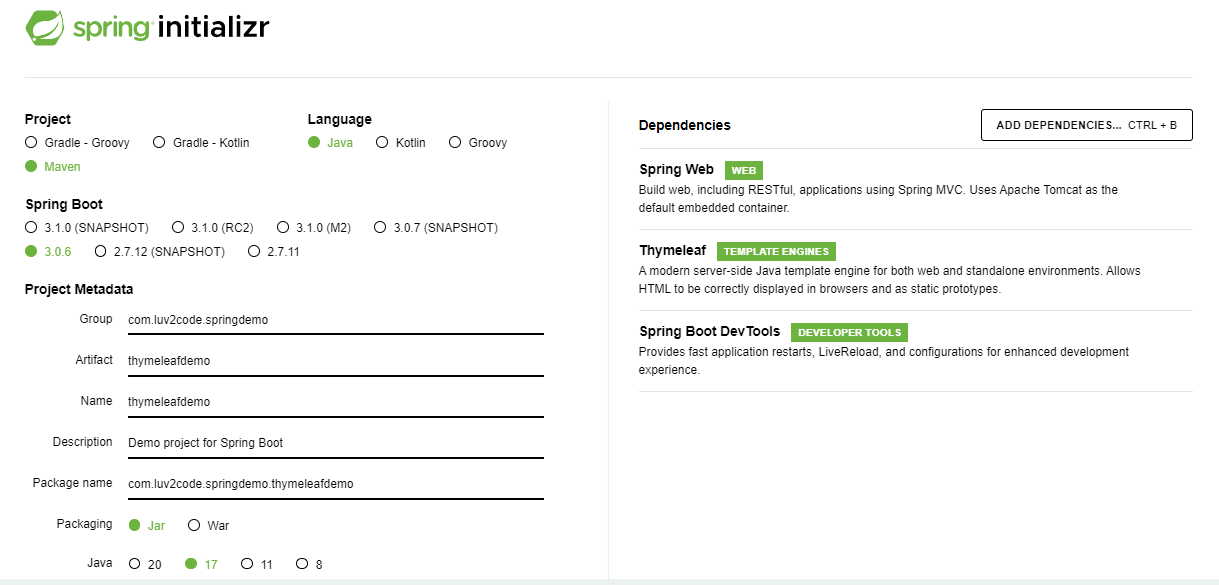 spring initializr
Project
Gradle - Groovy Gradle - Kotlin
Maven
Language
Java Kotlin Groovy
Spring Boot
3.1.0 (SNAPSHOT) 3.1.0 (RC2) 3.1.0 (M2) 3.0.7 (SNAPSHOT)
3.0.6 2.7.12 (SNAPSHOT) 2.7.11
Project Metadata
Group com.luv2code.springdemo
Artifact thymeleafdemo
Name thymeleafdemo
Description Demo project for Spring Boot
Package name com.luv2code.springdemo.thymeleafdemo
Packaging Jar War
Java 20 17 11 8
Dependencies ADD DEPENDENCIES... CTRL + B
Spring Web WEB
Build web, including RESTful, applications using Spring MVC. Uses Apache Tomcat as the
default embedded container.
Thymeleaf TEMPLATE ENGINES
A modern server-side Java template engine for both web and standalone environments. Allows
HTML to be correctly displayed in browsers and as static prototypes.
Spring Boot DevTools DEVELOPER TOOLS
Provides fast application restarts, LiveReload, and configurations for enhanced development
experience.